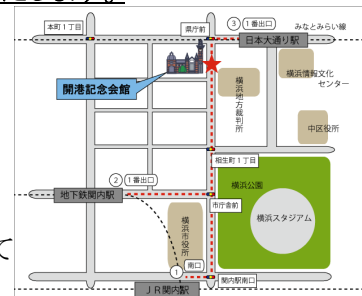 本町1丁目
県庁前
③ 1番出口
みなとみらい線
日本大通り駅
開港記念会館
横浜地方裁判所
横浜情報文化
センター
中区役所
相生町1丁目
② 1番出口
横浜公園
地下鉄関内駅
市庁舎前
横浜市役所
横浜スタジアム
て
① 南口
関内駅南口
JR関内駅